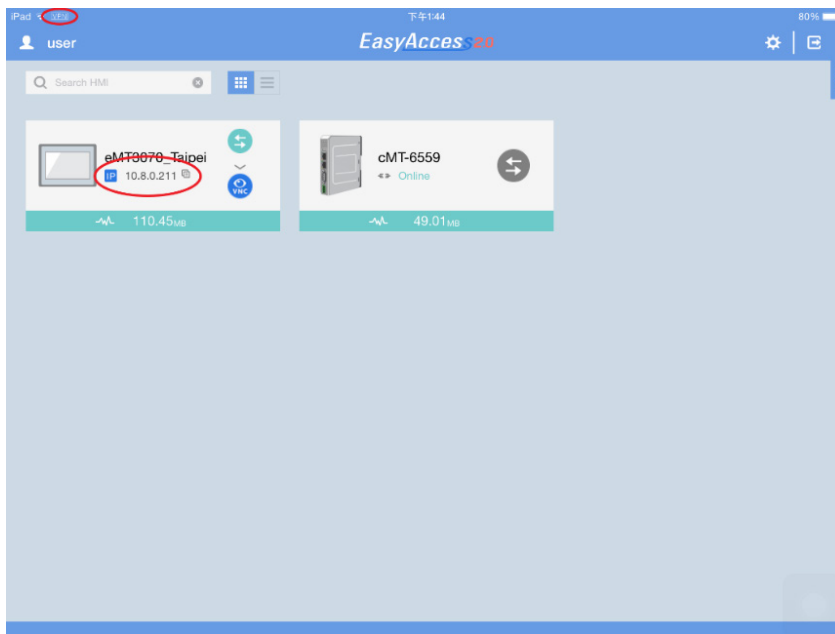 iPad VPN 下午1:44 80%
user EasyAccess2.0
Search HMI
eMT3070_Taipei
IP 10.8.0.211
VNC
110.45MB
cMT-6559
Online
49.01MB